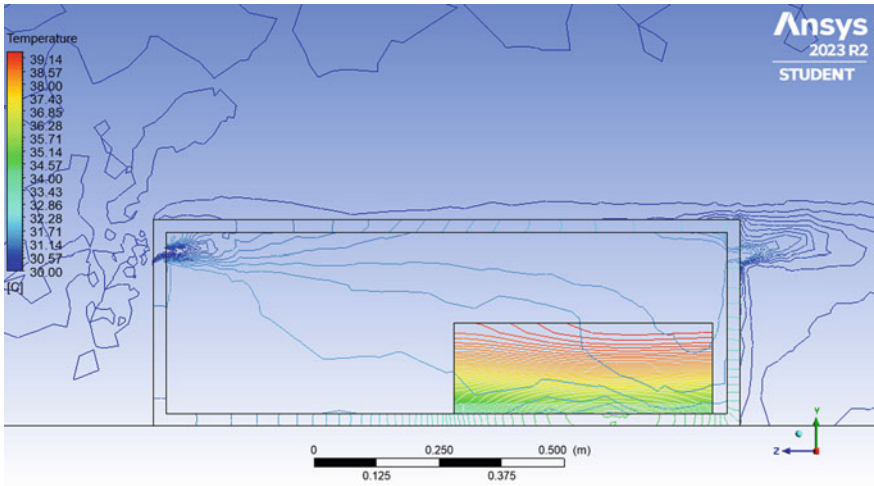 Ansys
2023 R2
STUDENT
Temperature
39.14
38.57
38.00
37.43
36.85
36.28
35.71
35.14
34.57
34.00
33.43
32.86
32.28
31.71
31.14
30.57
30.00
[C]
0 0.250 0.500 (m)
0.125 0.375
Y
Z